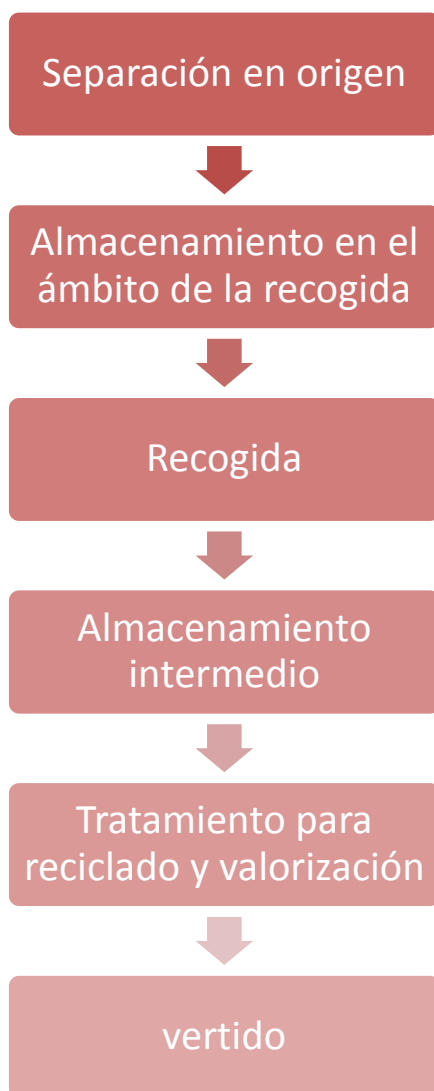 Separación en origen
Almacenamiento en el
ámbito de la recogida
Recogida
Almacenamiento
intermedio
Tratamiento para
reciclado y valorización
vertido